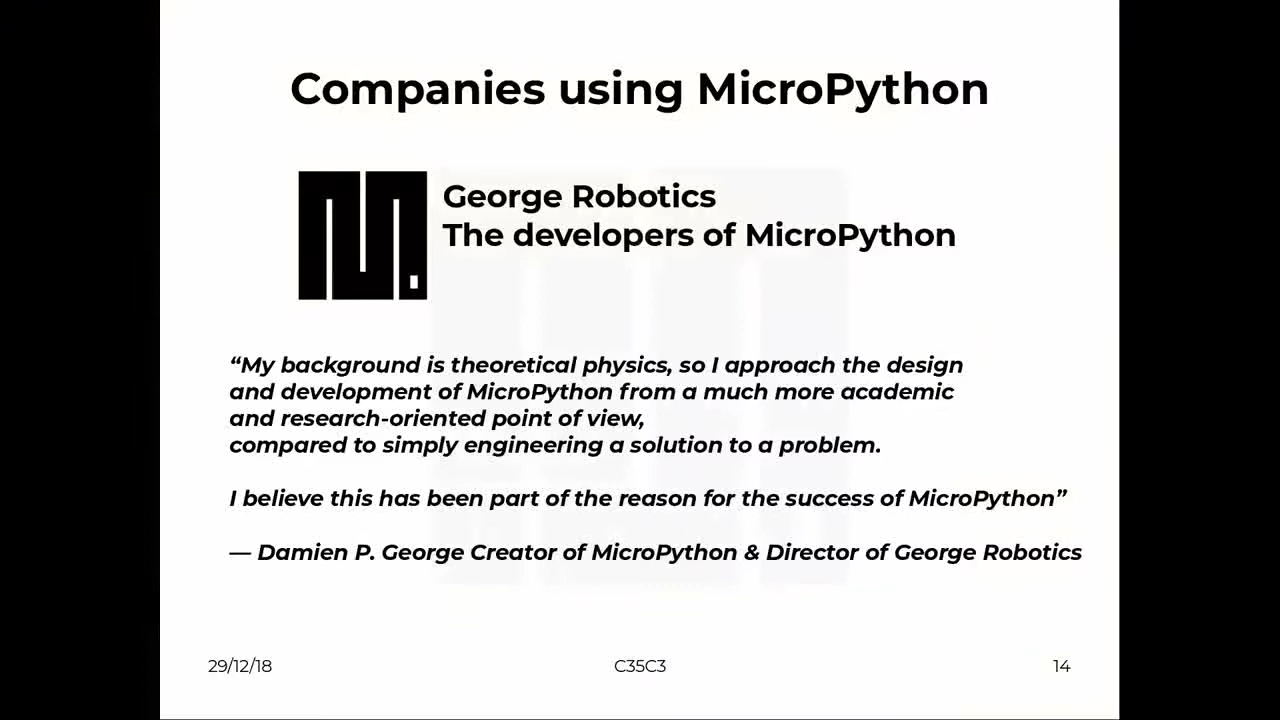 Companies using MicroPython
George Robotics
The developers of MicroPython
“My background is theoretical physics, so I approach the design
and development of MicroPython from a much more academic
and research-oriented point of view,
compared to simply engineering a solution to a problem.
I believe this has been part of the reason for the success of MicroPython”
— Damien P. George Creator of MicroPython & Director of George Robotics
29/12/18
C35C3
14